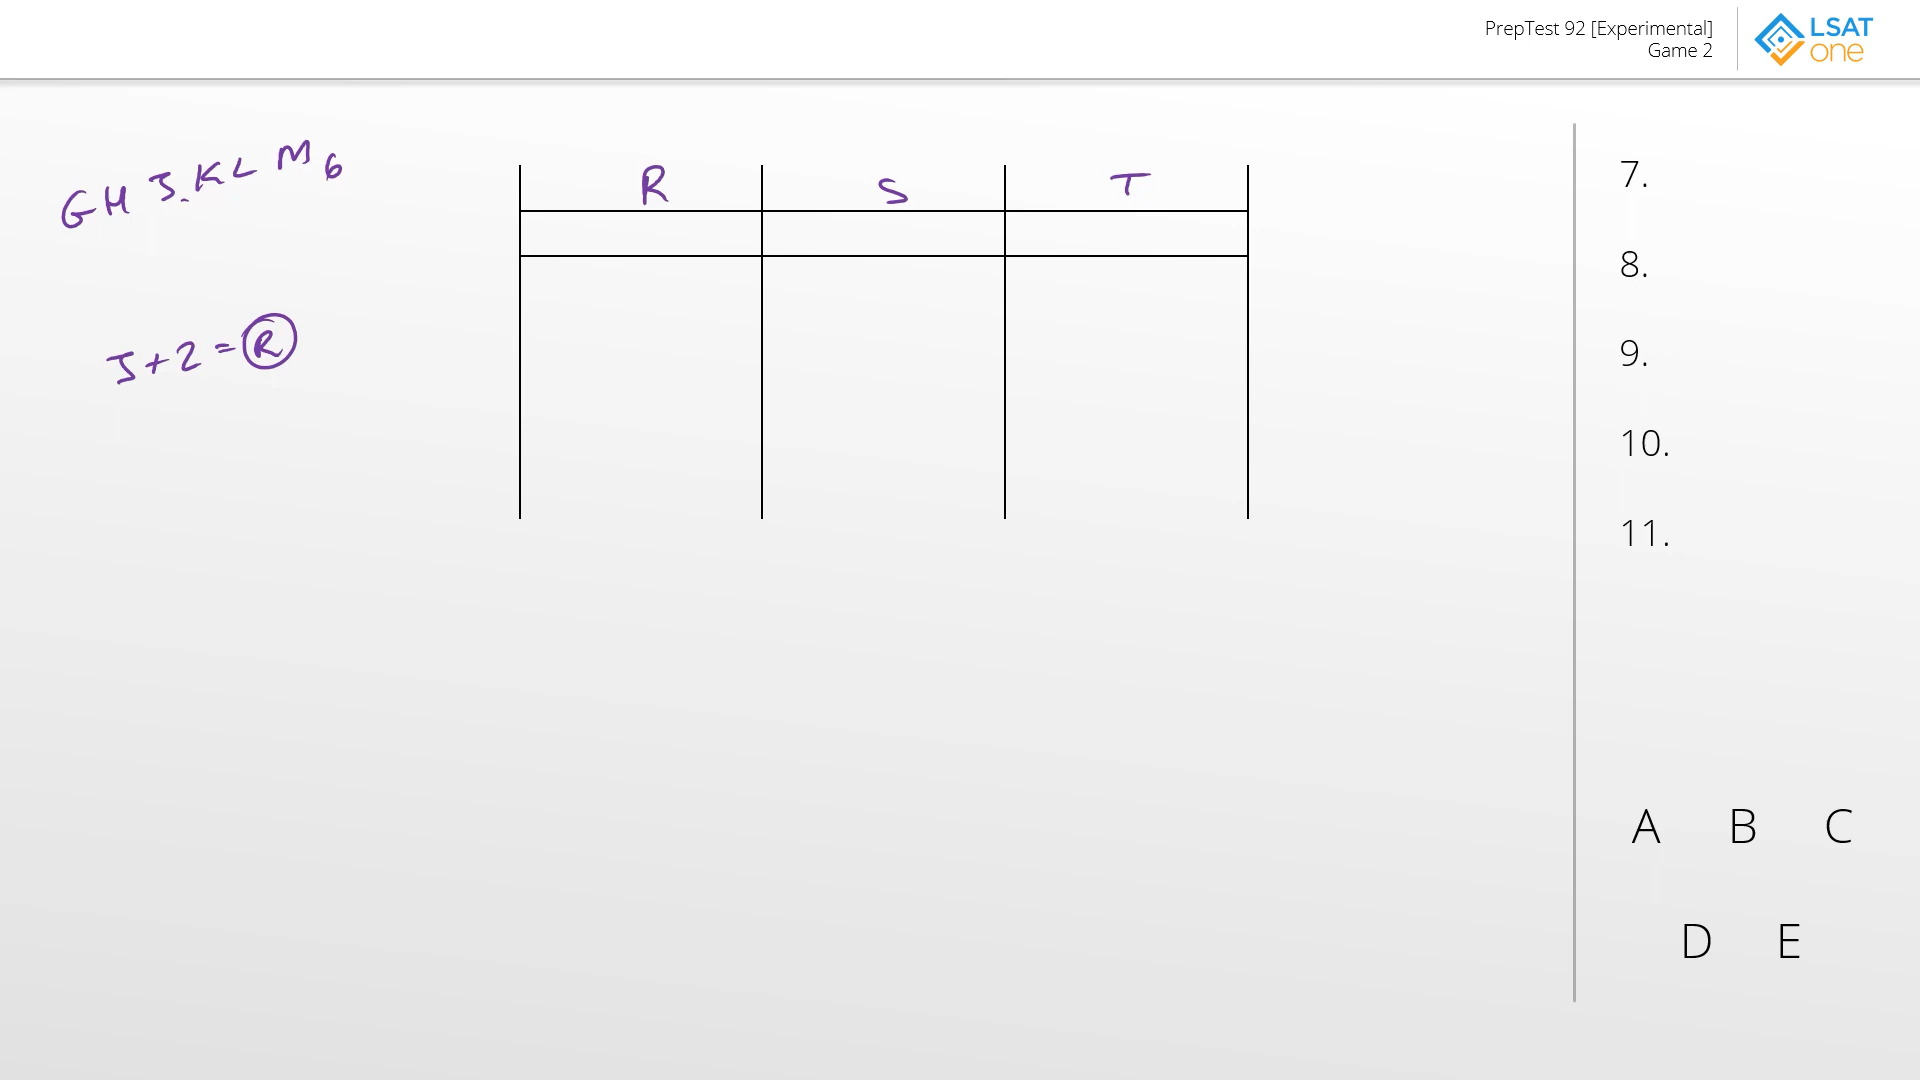 PrepTest 92 [Experimental]
Game 2
LSAT
one
G H J K L M 6
J + 2 = R
R S T
7.
8.
9.
10.
11.
A B C
D E